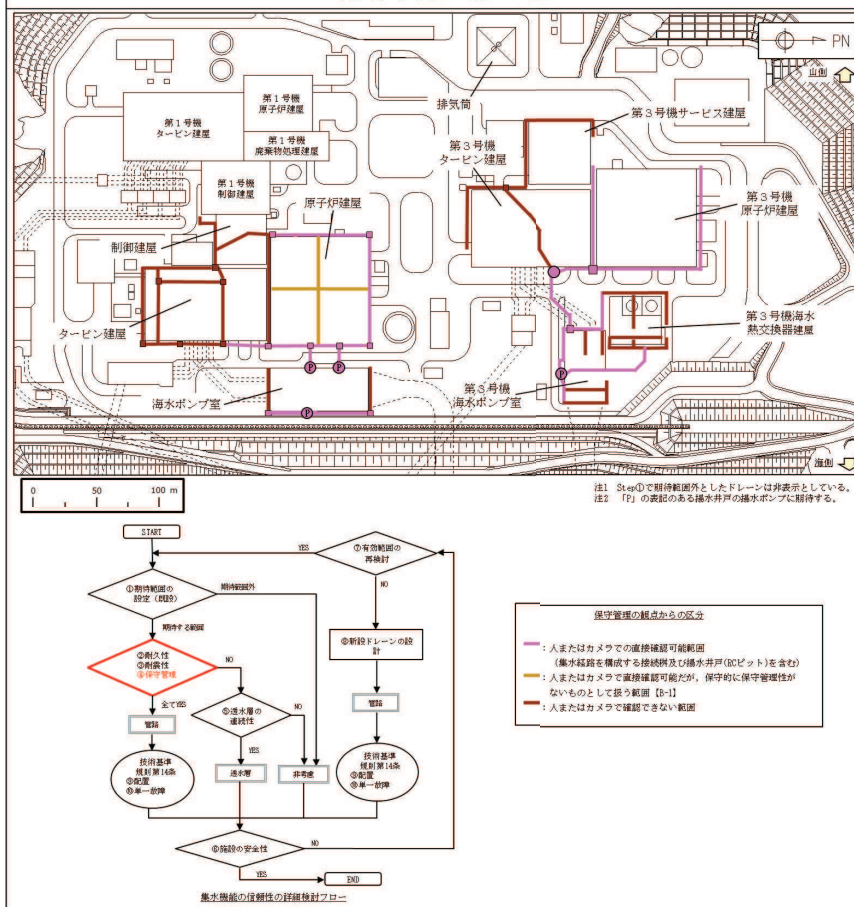 PN
山側
排気筒
第1号機
原子炉建屋
第1号機
タービン建屋
第3号機サービス建屋
第1号機
廃棄物処理建屋
第3号機
タービン建屋
第1号機
制御建屋
原子炉建屋
第3号機
原子炉建屋
制御建屋
タービン建屋
第3号機海水
熱交換器建屋
P
P
P
海水ポンプ室
P
第3号機
海水ポンプ室
海側
0 50 100 m
注1 Step①で期待範囲外としたドレーンは非表示としている。
注2 「P」の表記のある揚水井戸の揚水ポンプに期待する。
START
YES
⑦有効範囲の
再検討
①期待範囲の
設定(既設)
期待範囲外
NO
期待する範囲
⑧新設ドレーンの設
計
②耐久性
③耐震性
④保守管理
NO
全てYES
管路
⑤透水層の
連続性
NO
管路
YES
技術基準
規則第14条
⑨配置
⑩単一故障
透水層
非考慮
技術基準
規則第14条
⑨配置
⑩単一故障
⑥施設の安全性
NO
YES
END
集水機能の信頼性の詳細検討フロー
保守管理の観点からの区分
:人またはカメラでの直接確認可能範囲
(集水経路を構成する接続桝及び揚水井戸(RCピット)を含む)
:人またはカメラで直接確認可能だが,保守的に保守管理性が
ないものとして扱う範囲【B-1】
:人またはカメラで確認できない範囲